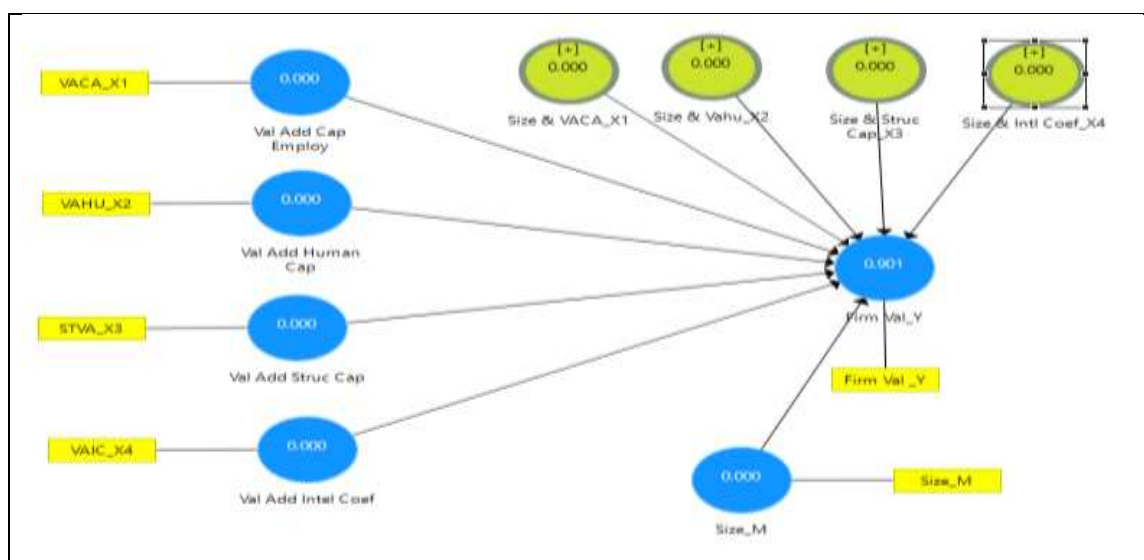 VACA_X1
0.000
Val Add Cap
Employ
[+]
0.000
Size & VACA_X1
[+]
0.000
Size & Vahu_X2
[+]
0.000
Size & Struc
Cap_X3
[+]
0.000
Size & Intl Coef_X4
VAHU_X2
0.000
Val Add Human
Cap
0.901
Firm Val_Y
STVA_X3
0.000
Val Add Struc Cap
Firm Val _Y
VAIC_X4
0.000
Val Add Intel Coef
0.000
Size_M
Size_M